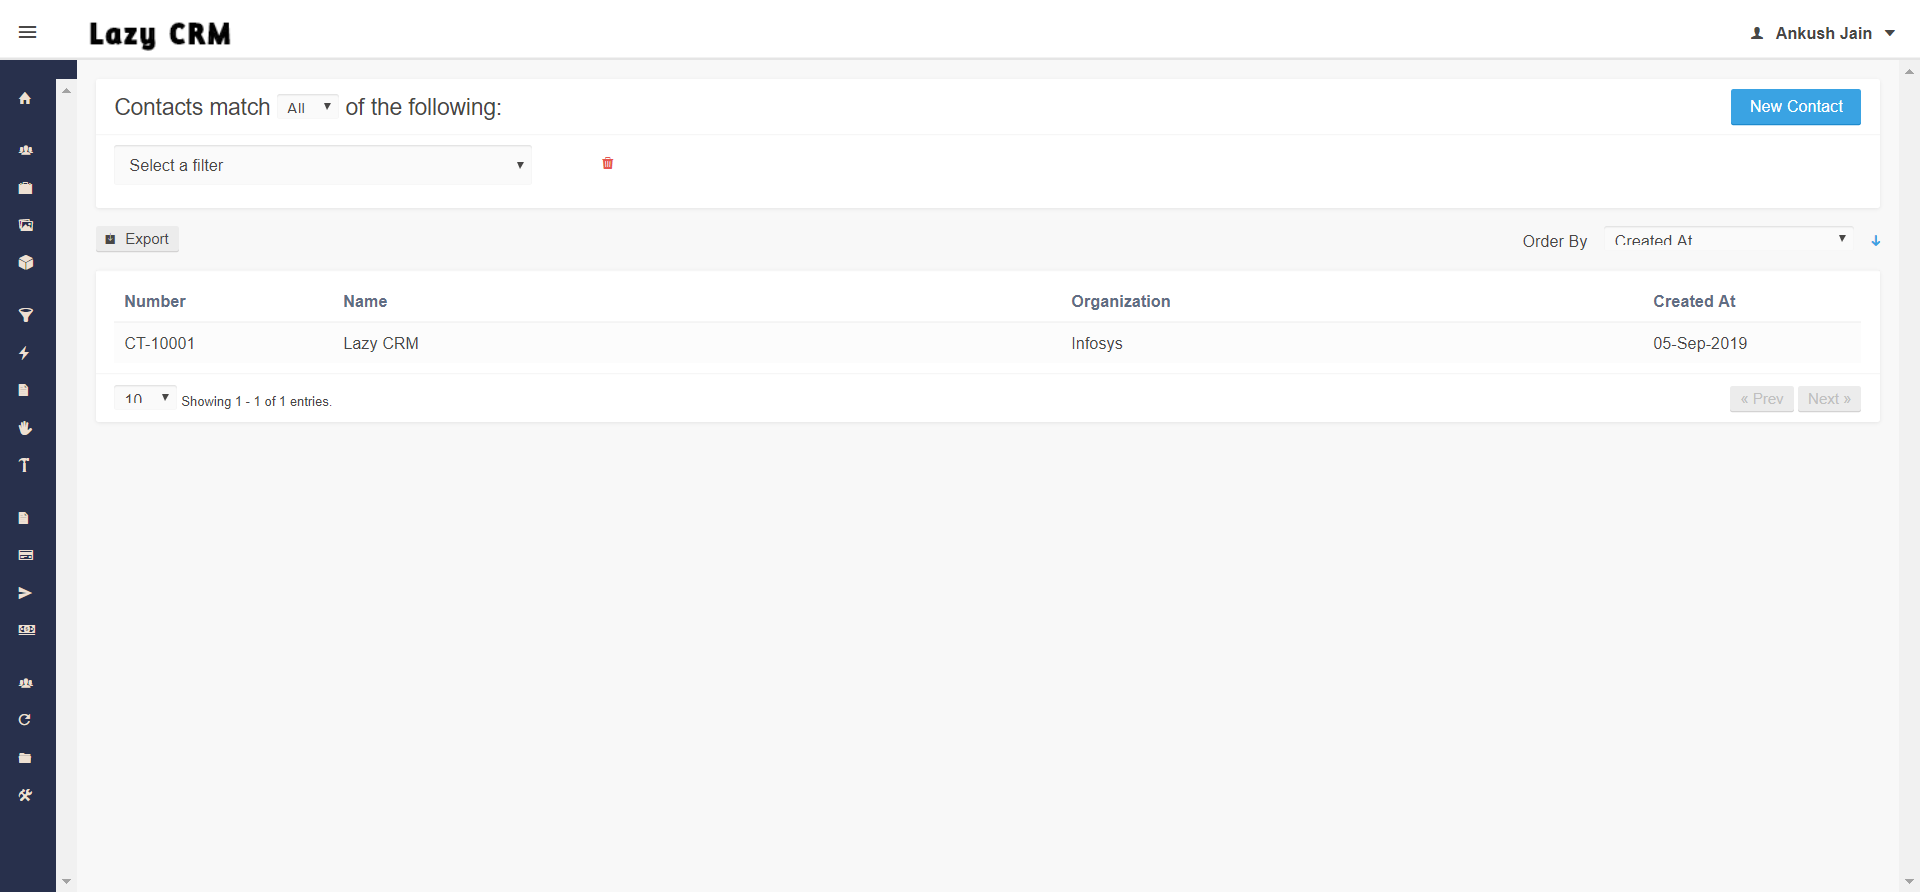 Lazy CRM
Ankush Jain
Contacts match All of the following:
New Contact
Select a filter
Export
Order By Created At
Number Name Organization Created At
CT-10001 Lazy CRM Infosys 05-Sep-2019
10 Showing 1 - 1 of 1 entries.
« Prev Next »